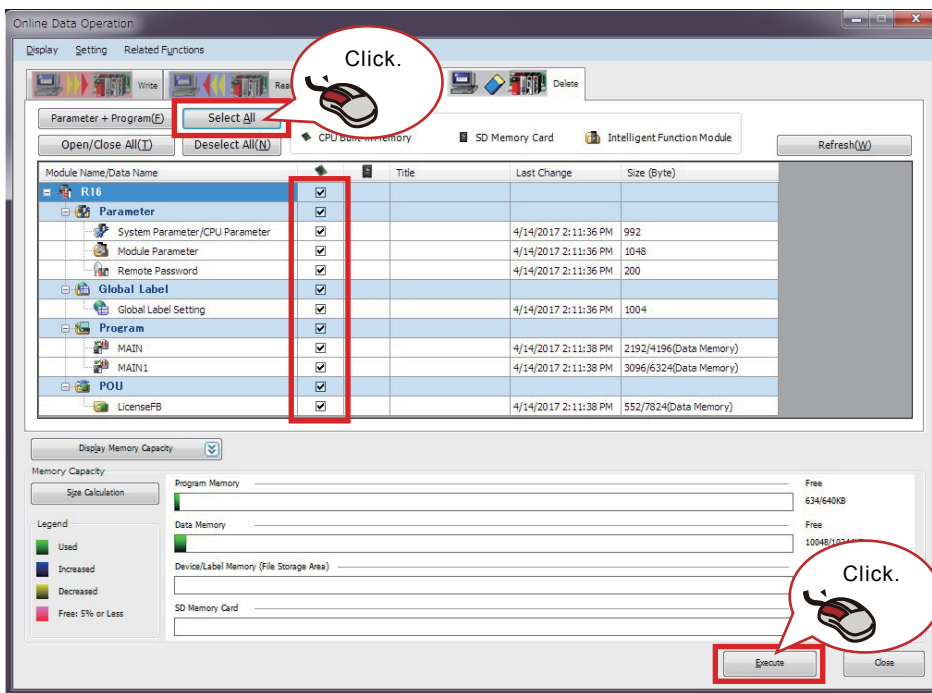 Online Data Operation
Display Setting Related Functions
Click.
Write
Rea
Delete
Parameter + Program(F) Select All
Open/Close All(T) Deselect All(N)
SD Memory Card Intelligent Function Module Refresh(W)
Module Name/Data Name Title Last Change Size (Byte)
R16
Parameter
System Parameter/CPU Parameter 4/14/2017 2:11:36 PM 992
Module Parameter 4/14/2017 2:11:36 PM 1048
Remote Password 4/14/2017 2:11:36 PM 200
Global Label
Global Label Setting 4/14/2017 2:11:36 PM 1004
Program
MAIN 4/14/2017 2:11:38 PM 2192/4196(Data Memory)
MAIN1 4/14/2017 2:11:38 PM 3096/6324(Data Memory)
POU
LicenseFB 4/14/2017 2:11:38 PM 552/7824(Data Memory)
Display Memory Capacity
Memory Capacity
Size Calculation
Program Memory Free
634/640KB
Legend
Used
Increased
Decreased
Free: 5% or Less
Data Memory Free
Device/Label Memory (File Storage Area)
SD Memory Card
Click.
Execute Close